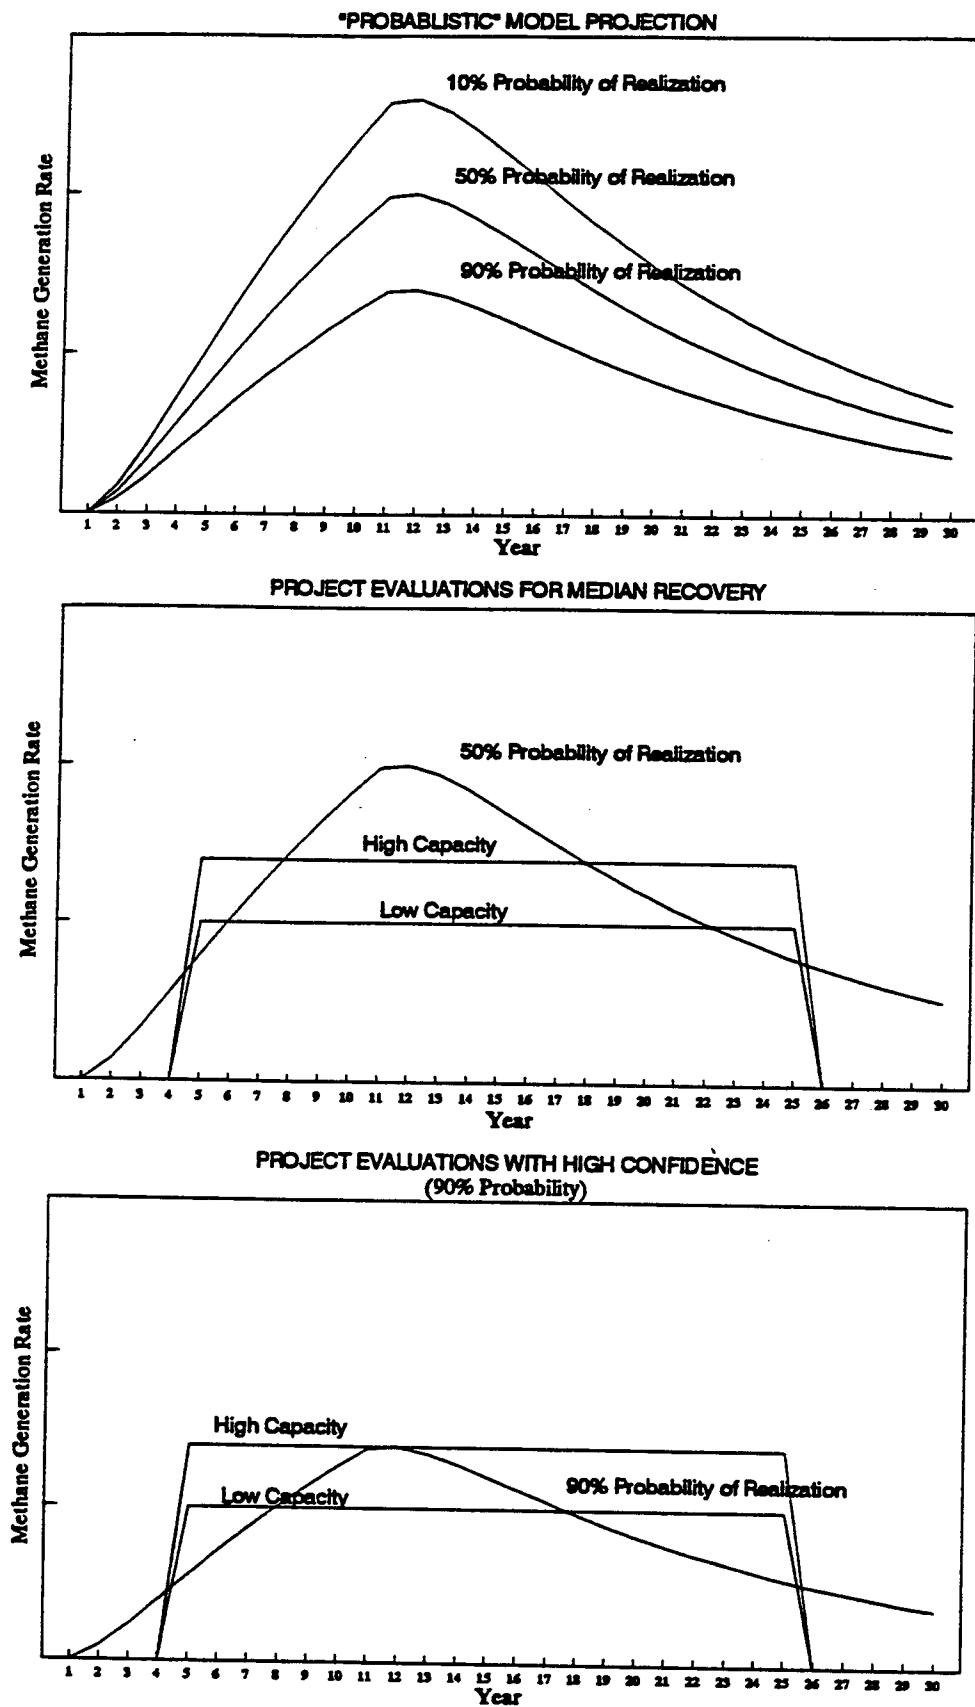 "PROBABLISTIC" MODEL PROJECTION
10% Probability of Realization
50% Probability of Realization
90% Probability of Realization
Methane Generation Rate
1 2 3 4 5 6 7 8 9 10 11 12 13 14 15 16 17 18 19 20 21 22 23 24 25 26 27 28 29 30
Year
PROJECT EVALUATIONS FOR MEDIAN RECOVERY
50% Probability of Realization
High Capacity
Low Capacity
Methane Generation Rate
1 2 3 4 5 6 7 8 9 10 11 12 13 14 15 16 17 18 19 20 21 22 23 24 25 26 27 28 29 30
Year
PROJECT EVALUATIONS WITH HIGH CONFIDENCE
(90% Probability)
High Capacity
90% Probability of Realization
Low Capacity
Methane Generation Rate
1 2 3 4 5 6 7 8 9 10 11 12 13 14 15 16 17 18 19 20 21 22 23 24 25 26 27 28 29 30
Year